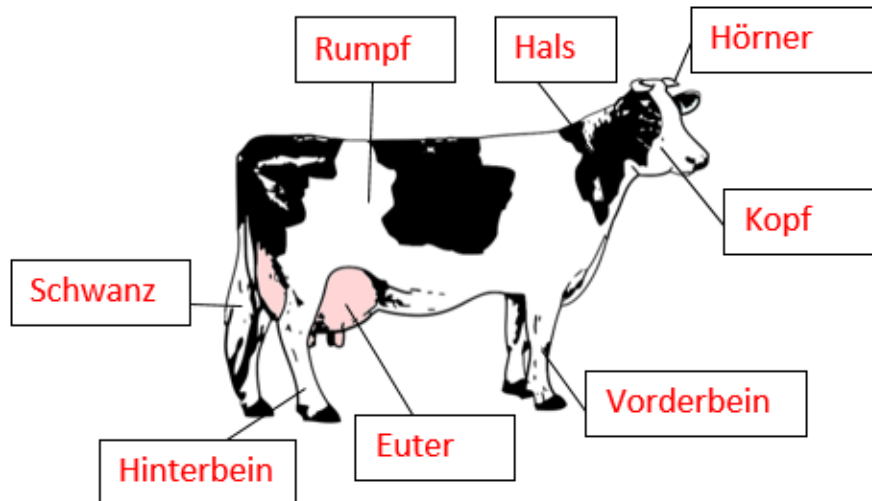 Hörner
Rumpf
Hals
Kopf
Schwanz
Vorderbein
Euter
Hinterbein